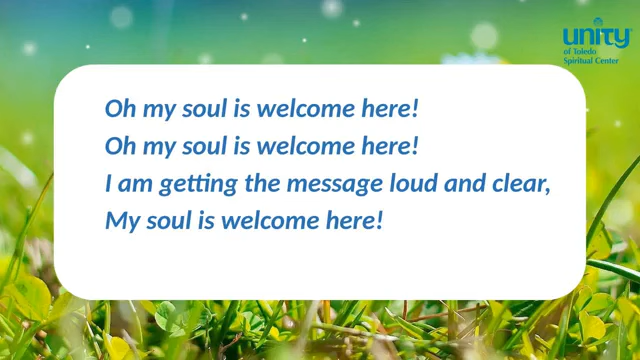 unity
of Toledo
Spiritual Center
Oh my soul is welcome here!
Oh my soul is welcome here!
I am getting the message loud and clear,
My soul is welcome here!